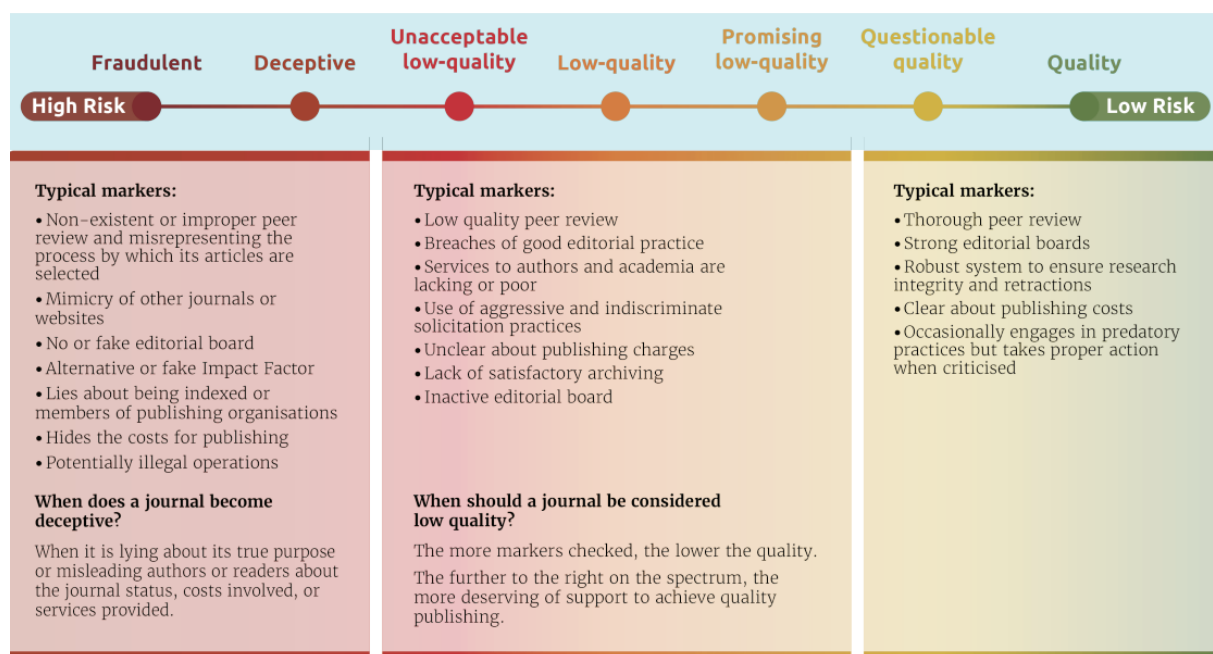 Fraudulent
Deceptive
Unacceptable
low-quality
Low-quality
Promising
low-quality
Questionable
quality
Quality
High Risk
Low Risk
Typical markers:
• Non-existent or improper peer
review and misrepresenting the
process by which its articles are
selected
• Mimicry of other journals or
websites
• No or fake editorial board
• Alternative or fake Impact Factor
• Lies about being indexed or
members of publishing organisations
• Hides the costs for publishing
• Potentially illegal operations
When does a journal become
deceptive?
When it is lying about its true purpose
or misleading authors or readers about
the journal status, costs involved, or
services provided.
Typical markers:
• Low quality peer review
• Breaches of good editorial practice
• Services to authors and academia are
lacking or poor
• Use of aggressive and indiscriminate
solicitation practices
• Unclear about publishing charges
• Lack of satisfactory archiving
• Inactive editorial board
When should a journal be considered
low quality?
The more markers checked, the lower the quality.
The further to the right on the spectrum, the
more deserving of support to achieve quality
publishing.
Typical markers:
• Thorough peer review
• Strong editorial boards
• Robust system to ensure research
integrity and retractions
• Clear about publishing costs
• Occasionally engages in predatory
practices but takes proper action
when criticised